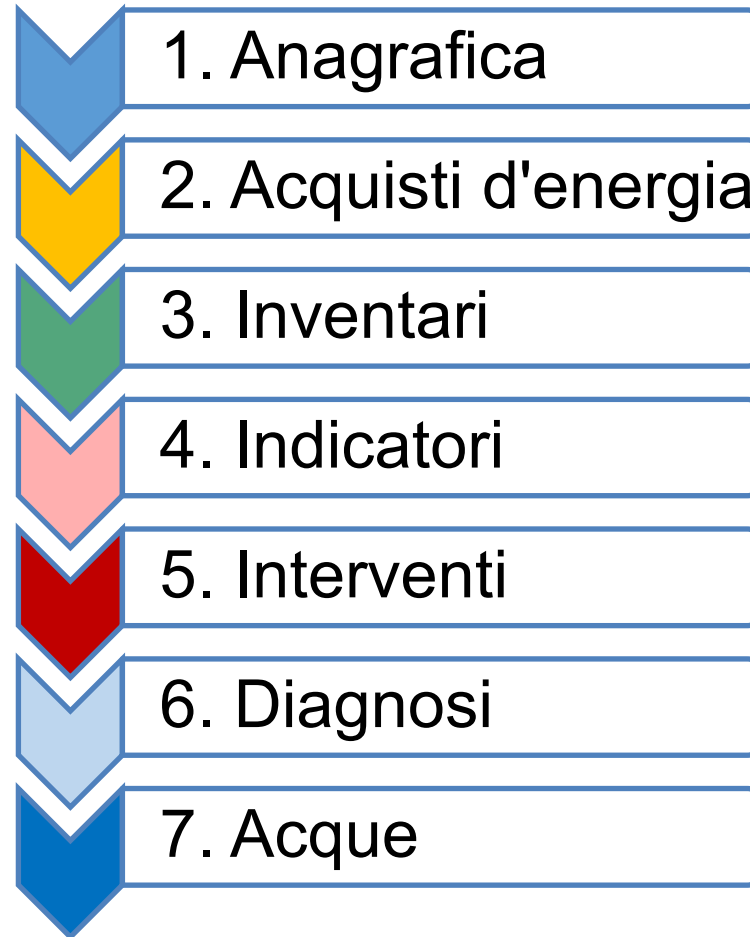 1. Anagrafica
2. Acquisti d'energia
3. Inventari
4. Indicatori
5. Interventi
6. Diagnosi
7. Acque